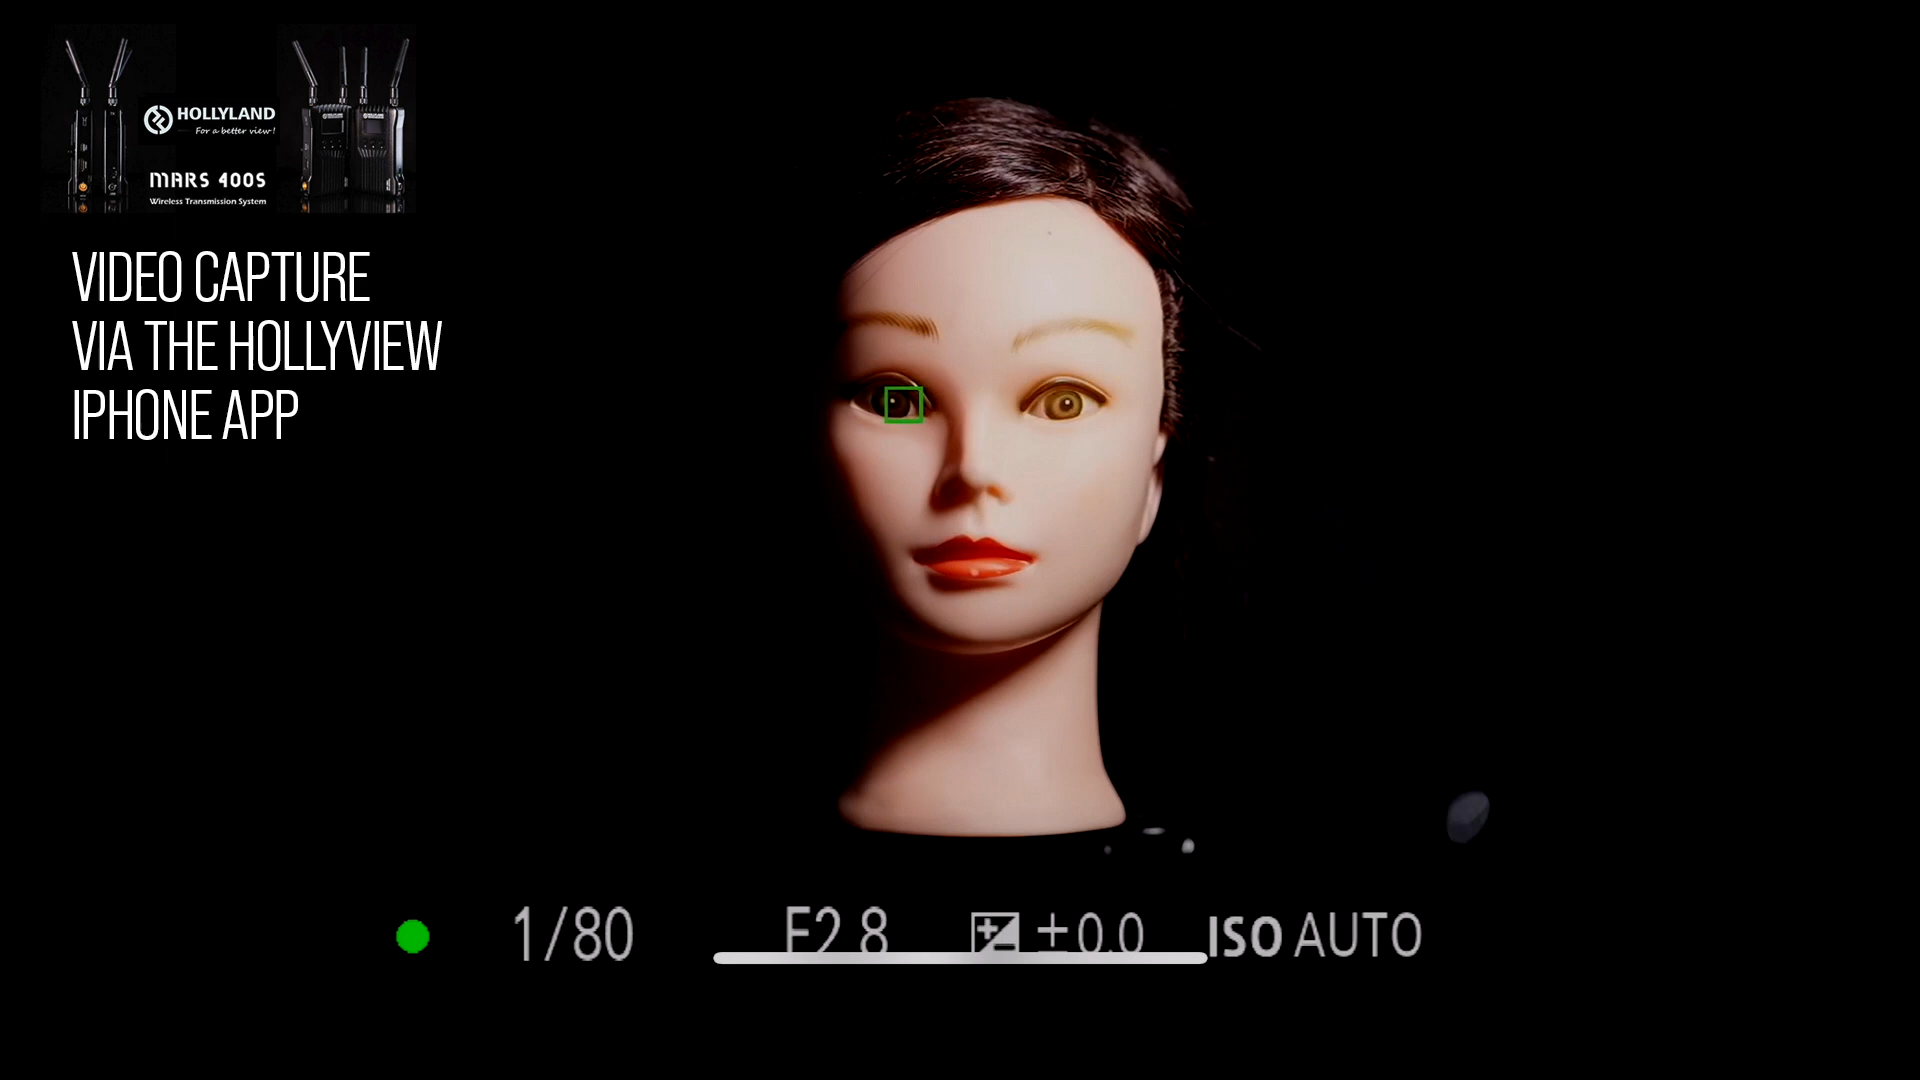 HOLLYLAND
For a better view!
MARS 400S
Wireless Transmission System
VIDEO CAPTURE
VIA THE HOLLYVIEW
IPHONE APP
1/80 F2.8 ±0.0 ISO AUTO